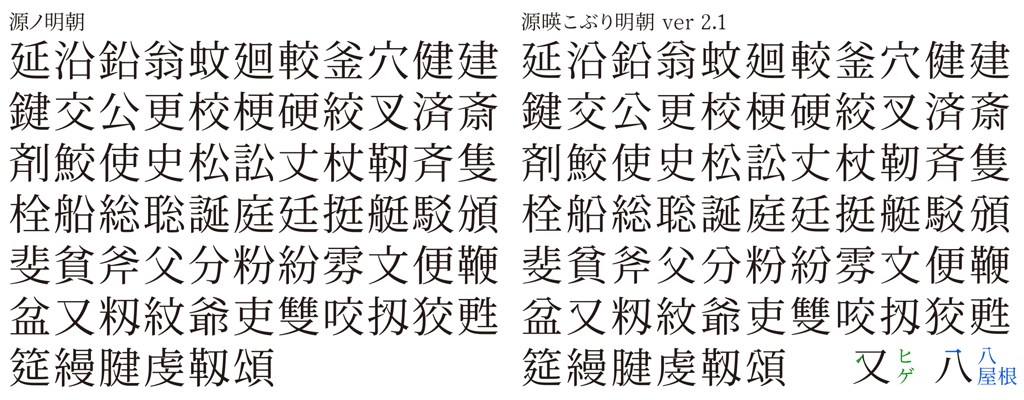 源ノ明朝
延沿鉛翁蚊廻較釜穴健建
鍵交公更校梗硬絞叉済斎
剤鮫使史松訟丈杖靭斉隻
栓船総聡誕庭廷挺艇駁頒
斐貧斧父分粉紛雰文便鞭
盆又籾紋爺吏雙咬扨狡甦
筵縵腱虔靱頌
源暎こぶり明朝 ver 2.1
延沿鉛翁蚊廻較釜穴健建
鍵交公更校梗硬絞叉済斎
剤鮫使史松訟丈杖靭斉隻
栓船総聡誕庭廷挺艇駁頒
斐貧斧父分粉紛雰文便鞭
盆又籾紋爺吏雙咬扨狡甦
筵縵腱虔靱頌
又 ヒゲ
八 八屋根